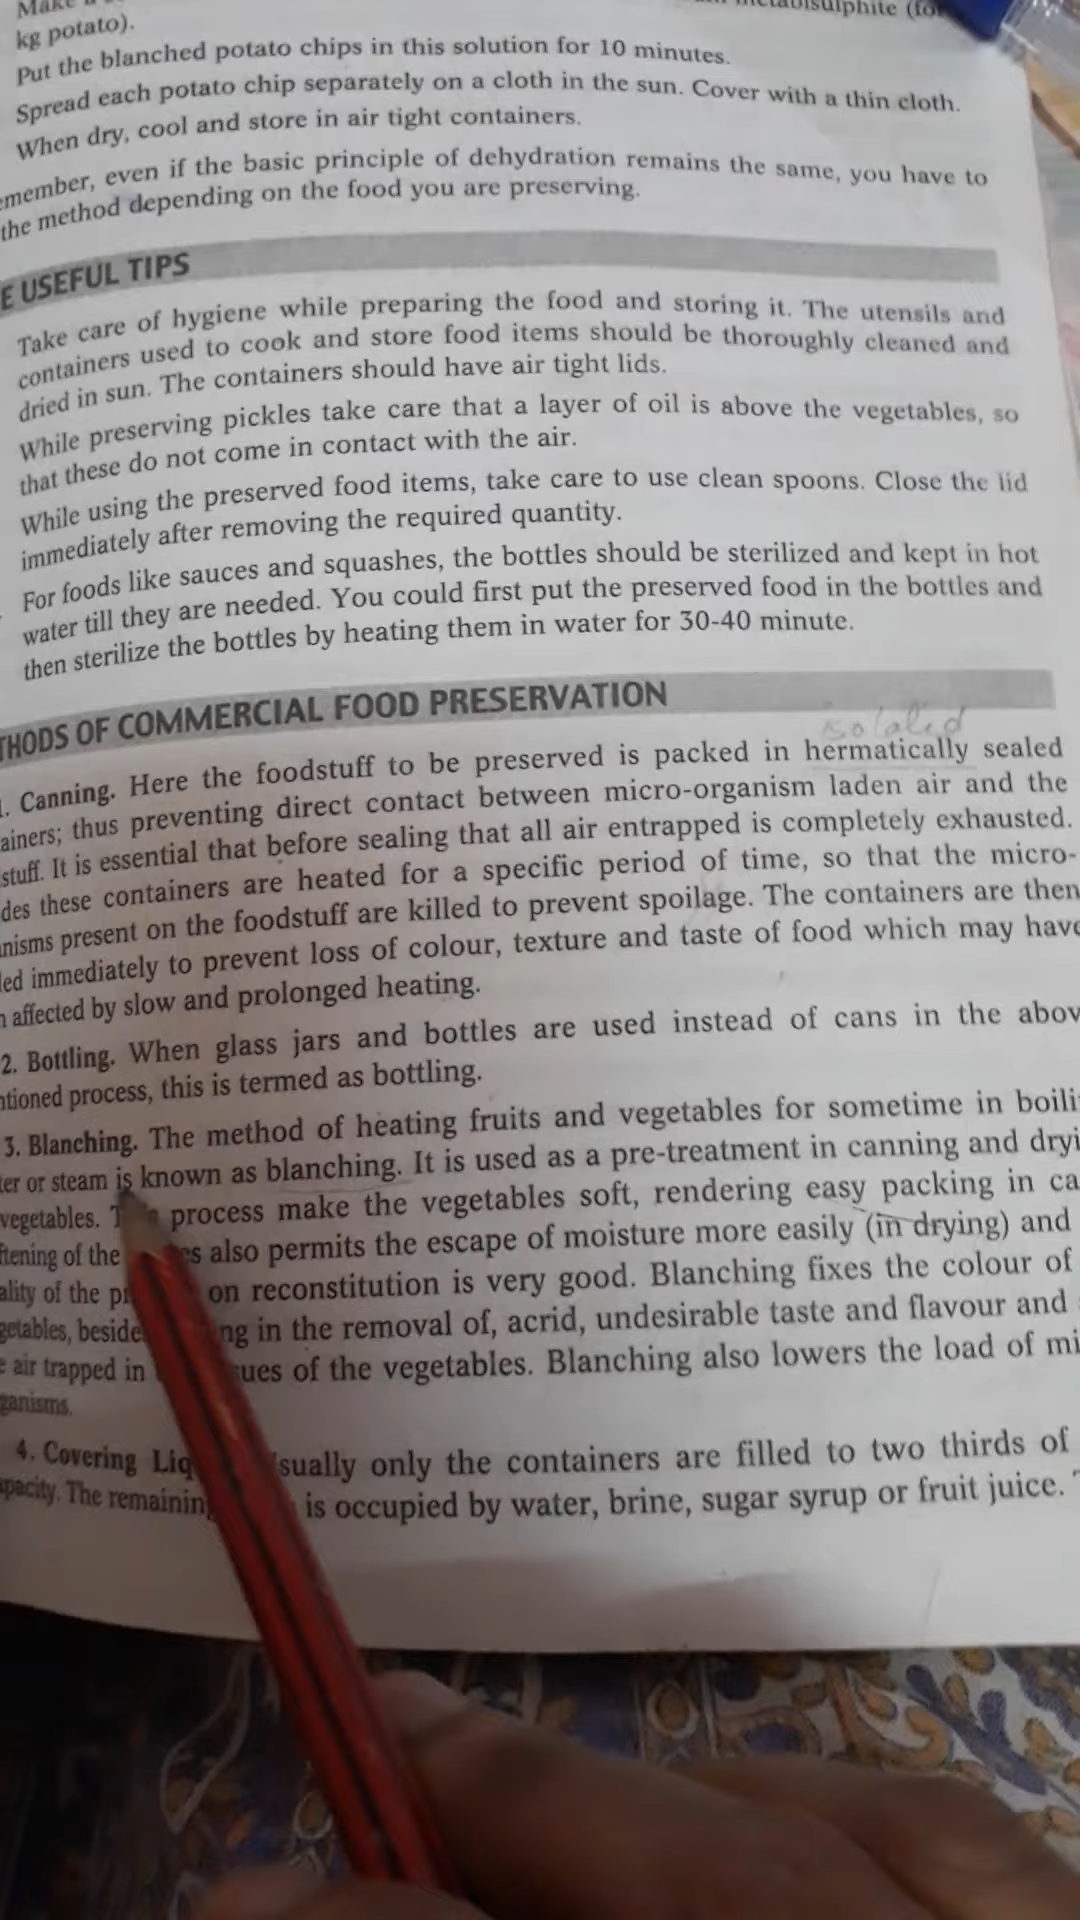 Make a
metabisulphite (for
kg potato).
Put the blanched potato chips in this solution for 10 minutes.
Spread each potato chip separately on a cloth in the sun. Cover with a thin cloth.
When dry, cool and store in air tight containers.
emember, even if the basic principle of dehydration remains the same, you have to
the method depending on the food you are preserving.
E USEFUL TIPS
Take care of hygiene while preparing the food and storing it. The utensils and
containers used to cook and store food items should be thoroughly cleaned and
dried in sun. The containers should have air tight lids.
While preserving pickles take care that a layer of oil is above the vegetables, so
that these do not come in contact with the air.
While using the preserved food items, take care to use clean spoons. Close the lid
immediately after removing the required quantity.
For foods like sauces and squashes, the bottles should be sterilized and kept in hot
water till they are needed. You could first put the preserved food in the bottles and
then sterilize the bottles by heating them in water for 30-40 minute.
THODS OF COMMERCIAL FOOD PRESERVATION
isolated
1. Canning. Here the foodstuff to be preserved is packed in hermatically sealed
ainers; thus preventing direct contact between micro-organism laden air and the
stuff. It is essential that before sealing that all air entrapped is completely exhausted.
des these containers are heated for a specific period of time, so that the micro-
nisms present on the foodstuff are killed to prevent spoilage. The containers are then
led immediately to prevent loss of colour, texture and taste of food which may have
n affected by slow and prolonged heating.
2. Bottling. When glass jars and bottles are used instead of cans in the abov
ntioned process, this is termed as bottling.
3. Blanching. The method of heating fruits and vegetables for sometime in boili
ter or steam is known as blanching. It is used as a pre-treatment in canning and dryi
vegetables. process make the vegetables soft, rendering easy packing in ca
ftening of the also permits the escape of moisture more easily (in drying) and
ality of the on reconstitution is very good. Blanching fixes the colour of
getables, beside ng in the removal of, acrid, undesirable taste and flavour and
e air trapped in ues of the vegetables. Blanching also lowers the load of mi
ganisms.
4. Covering Liq sually only the containers are filled to two thirds of
pacity. The remaining is occupied by water, brine, sugar syrup or fruit juice.